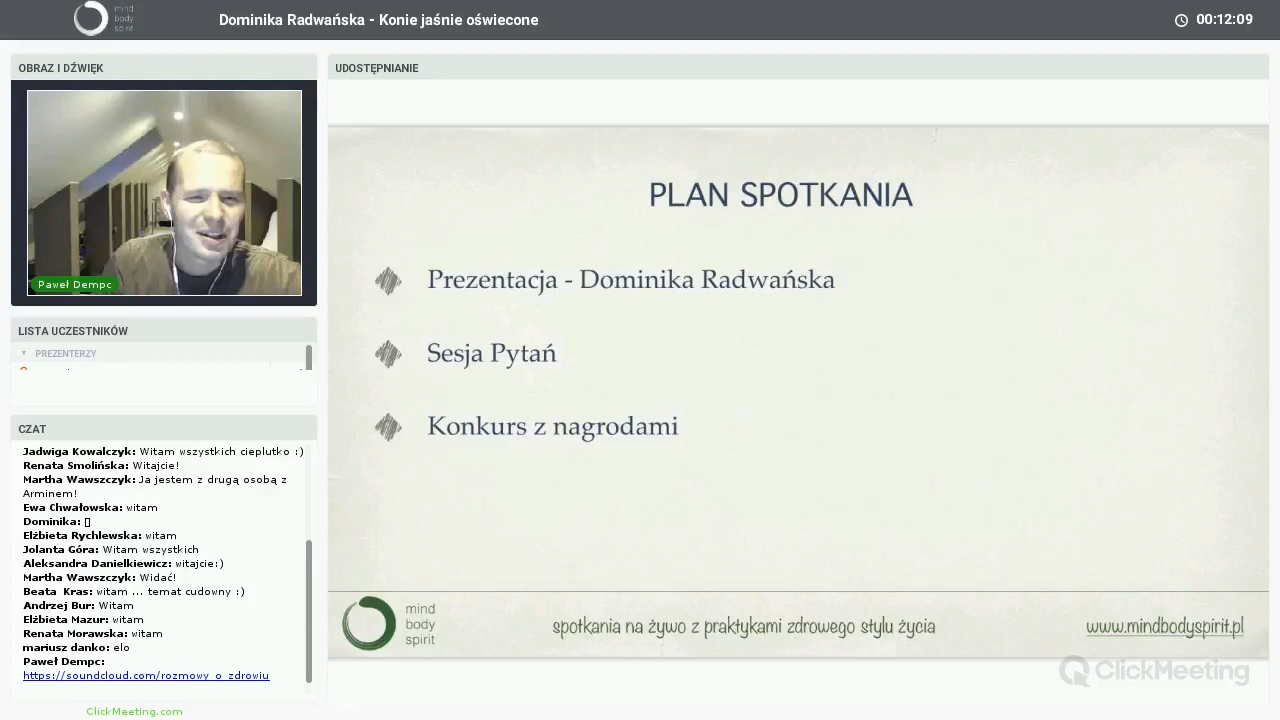 mind
body
spirit
Dominika Radwańska - Konie jaśnie oświecone
00:12:09
OBRAZ I DŹWIĘK
Paweł Dempc
LISTA UCZESTNIKÓW
PREZENTERZY
CZAT
Jadwiga Kowalczyk: Witam wszystkich cieplutko :)
Renata Smolińska: Witajcie!
Martha Wawszczyk: Ja jestem z drugą osobą z
Arminem!
Ewa Chwałowska: witam
Dominika:
Elżbieta Rychlewska: witam
Jolanta Góra: Witam wszystkich
Aleksandra Danielkiewicz: witajcie:)
Martha Wawszczyk: Widać!
Beata Kras: witam ... temat cudowny :)
Andrzej Bur: Witam
Elżbieta Mazur: witam
Renata Morawska: witam
mariusz danko: elo
Paweł Dempc:
https://soundcloud.com/rozmowy_o_zdrowiu
ClickMeeting.com
UDOSTĘPNIANIE
PLAN SPOTKANIA
Prezentacja - Dominika Radwańska
Sesja Pytań
Konkurs z nagrodami
mind
body
spirit
spotkania na żywo z praktykami zdrowego stylu życia
www.mindbodyspirit.pl
ClickMeeting